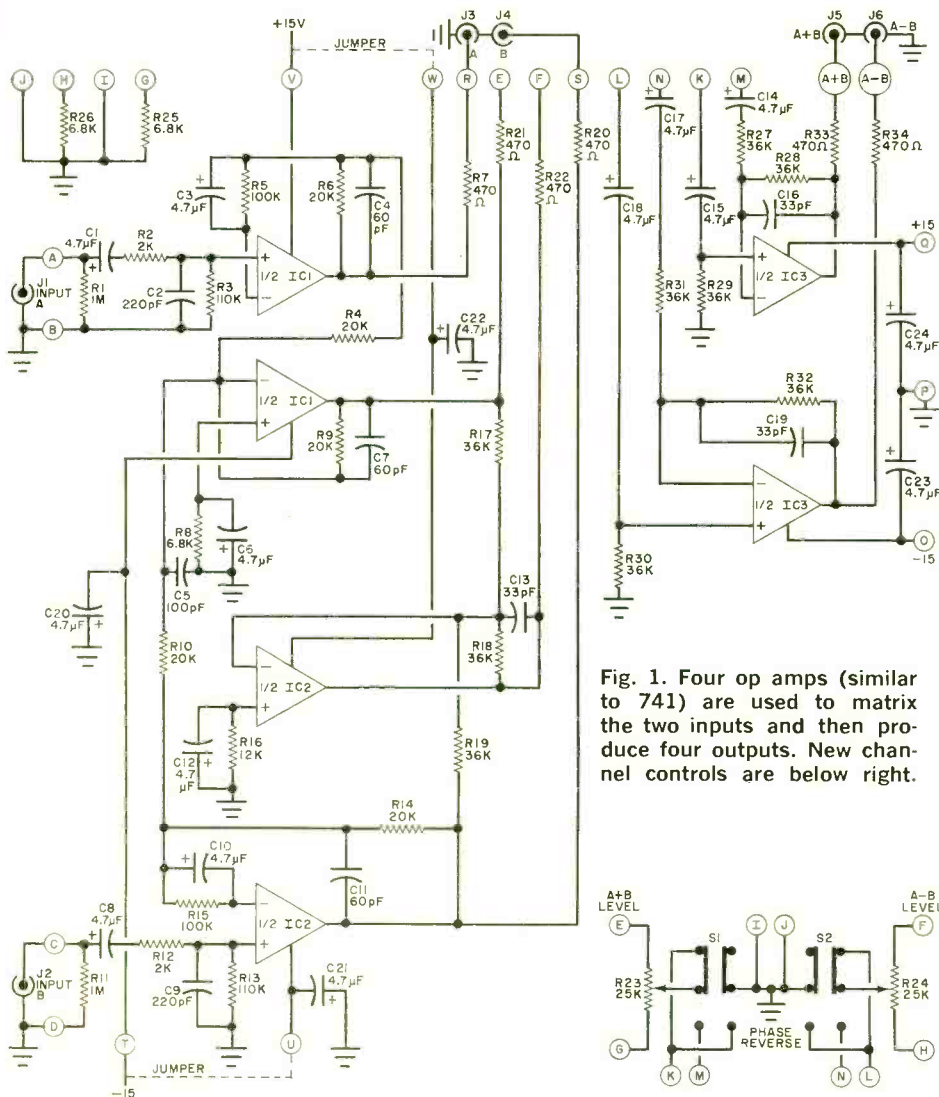 +15V
JUMPER
J3
J4
A
B
J5
J6
A+B
A-B
J
H
I
G
V
W
R
E
F
S
L
N
K
M
A+B
A-B
R26
6.8K
R25
6.8K
C3
4.7µF
R5
100K
R6
20K
C4
60
pF
R7
470
Ω
R21
470
Ω
R22
470
Ω
R20
470
Ω
C18
4.7µF
C17
4.7µF
C15
4.7µF
C14
4.7µF
R27
36K
R28
36K
C16
33pF
R33
470Ω
R34
470Ω
C1
4.7µF
R2
2K
A
J1
INPUT
A
R1
1M
B
C2
220pF
R3
110K
+
-
1/2 IC1
R4
20K
C22
4.7µF
R31
36K
R29
36K
+
-
1/2 IC3
+15
Q
C24
4.7µF
P
C23
4.7µF
O
-15
-
+
1/2 IC1
R9
20K
C7
60pF
R17
36K
R32
36K
C19
33pF
-
+
1/2 IC3
R30
36K
R8
6.8K
C6
4.7µF
C5
100pF
C20
4.7µF
R10
20K
C13
33pF
R18
36K
-
+
1/2 IC2
C12
4.7
µF
R16
12K
R19
36K
Fig. 1. Four op amps (similar
to 741) are used to matrix
the two inputs and then pro-
duce four outputs. New chan-
nel controls are below right.
R14
20K
C10
4.7µF
C11
60pF
R15
100K
-
+
1/2 IC2
C8
4.7µF
C
J2
INPUT
B
R11
1M
D
R12
2K
C9
220pF
R13
110K
C21
4.7µF
T
JUMPER
U
-15
A+B
LEVEL
E
R23
25K
G
S1
I
J
S2
A-B
LEVEL
F
R24
25K
H
PHASE
REVERSE
K
M
N
L